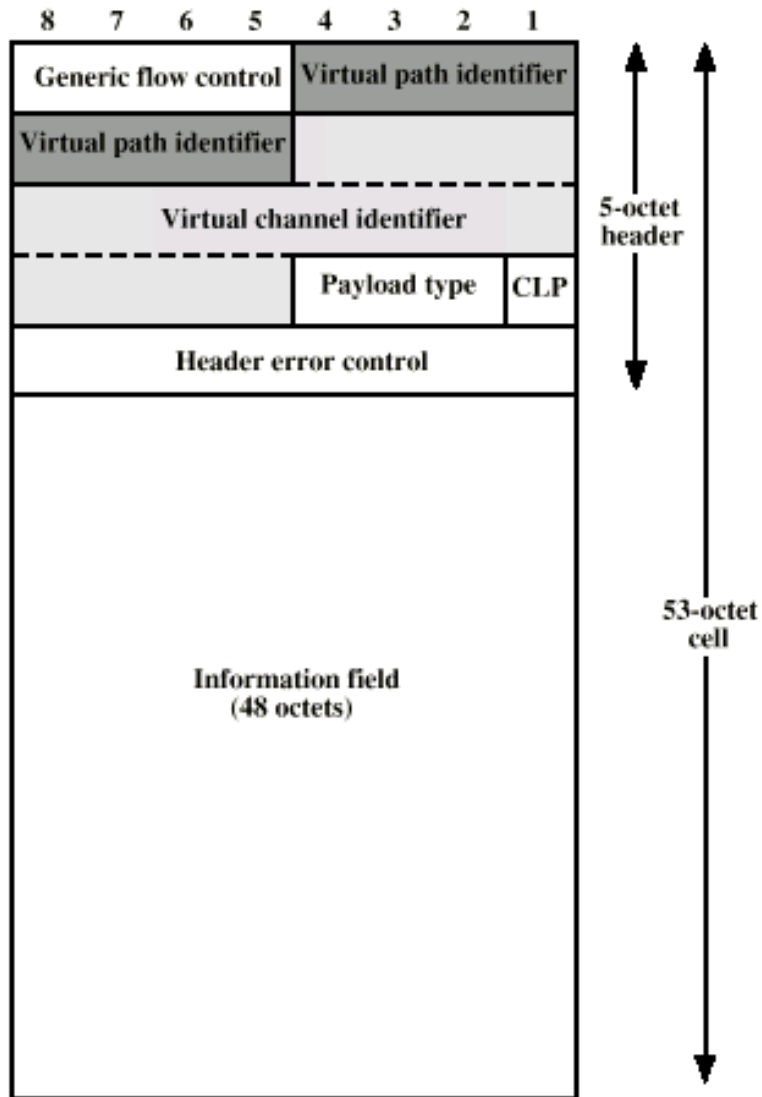 8 7 6 5 4 3 2 1
Generic flow control
Virtual path identifier
Virtual path identifier
Virtual channel identifier
5-octet
header
Payload type
CLP
Header error control
53-octet
cell
Information field
(48 octets)